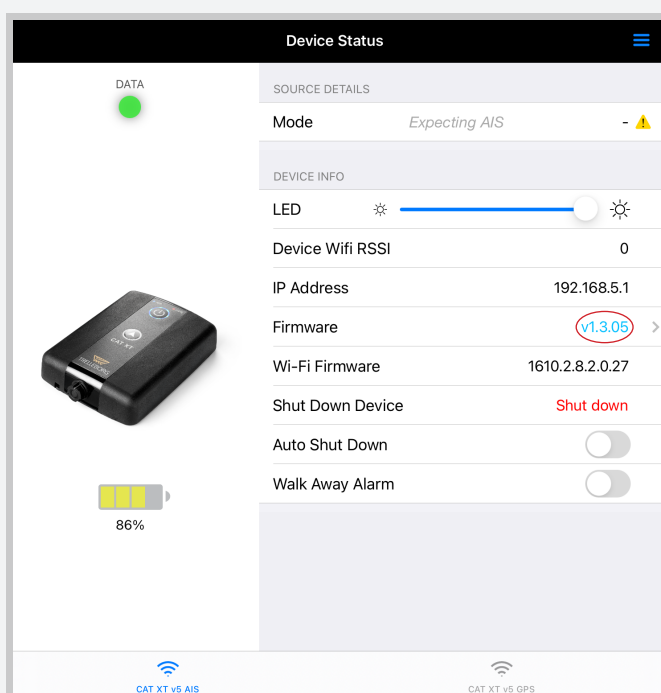 Device Status
DATA
SOURCE DETAILS
Mode Expecting AIS -
DEVICE INFO
LED
Device Wifi RSSI 0
IP Address 192.168.5.1
Firmware v1.3.05
Wi-Fi Firmware 1610.2.8.2.0.27
Shut Down Device Shut down
Auto Shut Down
Walk Away Alarm
CAT XT
TRELLEBORG
86%
CAT XT v5 AIS
CAT XT v5 GPS